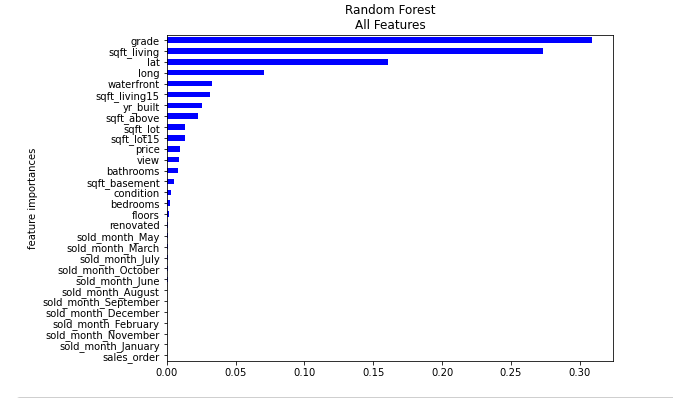 Random Forest
All Features
feature importances
grade
sqft_living
lat
long
waterfront
sqft_living15
yr_built
sqft_above
sqft_lot
sqft_lot15
price
view
bathrooms
sqft_basement
condition
bedrooms
floors
renovated
sold_month_May
sold_month_March
sold_month_July
sold_month_October
sold_month_June
sold_month_August
sold_month_September
sold_month_December
sold_month_February
sold_month_November
sold_month_January
sales_order
0.00 0.05 0.10 0.15 0.20 0.25 0.30